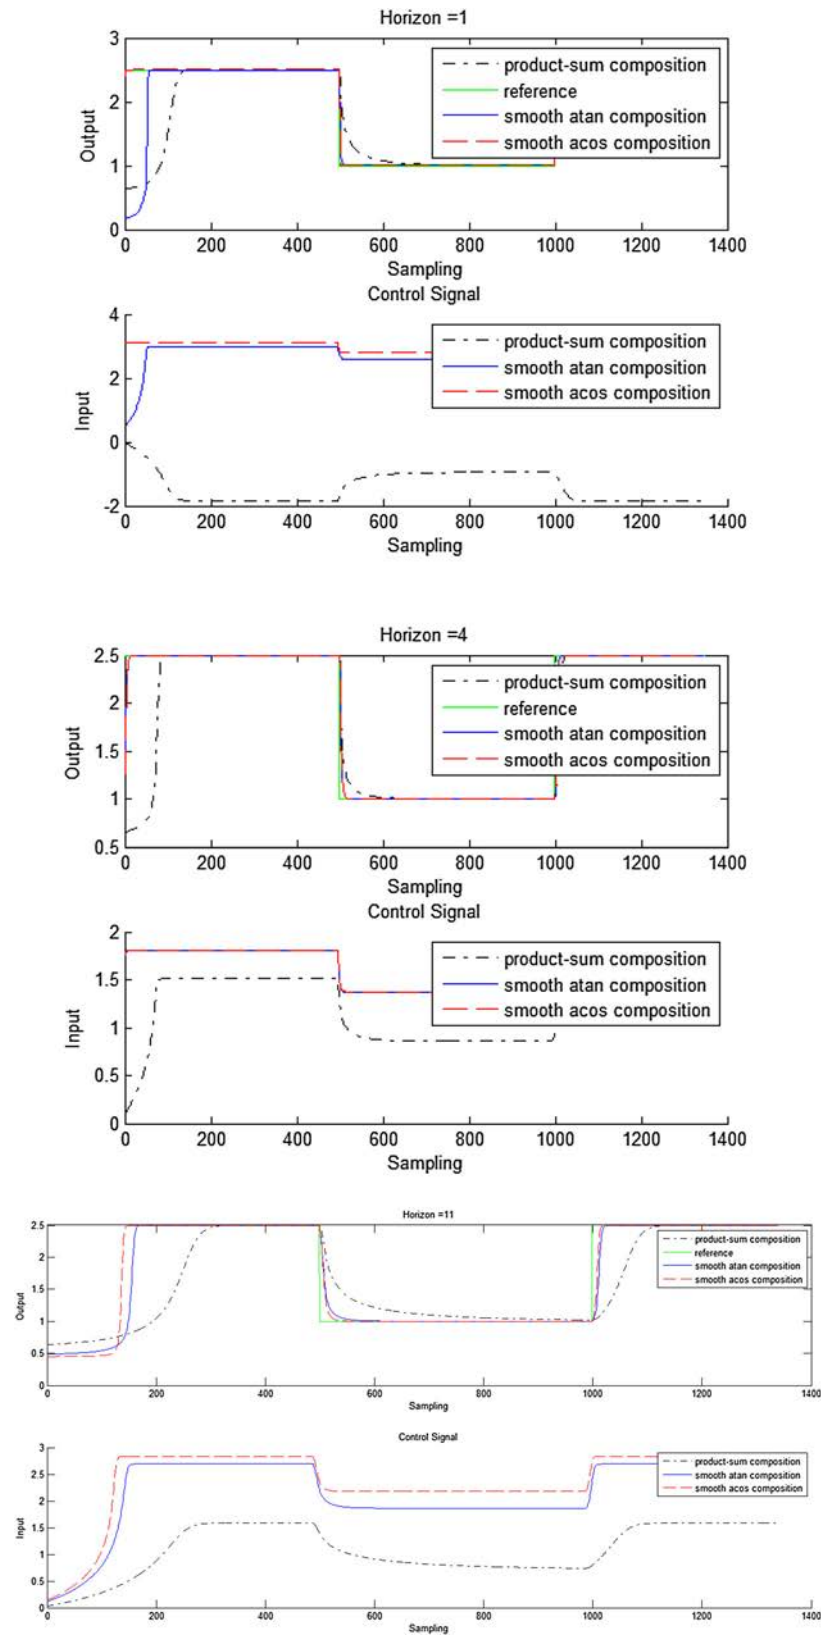 Horizon =1
3
2
1
0
Output
product-sum composition
reference
smooth atan composition
smooth acos composition
0 200 400 600 800 1000 1200 1400
Sampling
Control Signal
4
2
0
-2
Input
product-sum composition
smooth atan composition
smooth acos composition
0 200 400 600 800 1000 1200 1400
Sampling
Horizon =4
2.5
2
1.5
1
0.5
Output
product-sum composition
reference
smooth atan composition
smooth acos composition
0 200 400 600 800 1000 1200 1400
Sampling
Control Signal
2
1.5
1
0.5
0
Input
product-sum composition
smooth atan composition
smooth acos composition
0 200 400 600 800 1000 1200 1400
Sampling
Horizon =11
2.5
2
1.5
1
0.5
0
Output
product-sum composition
reference
smooth atan composition
smooth acos composition
0 200 400 600 800 1000 1200 1400
Sampling
Control Signal
3
2.5
2
1.5
1
0.5
0
Input
product-sum composition
smooth atan composition
smooth acos composition
0 200 400 600 800 1000 1200 1400
Sampling